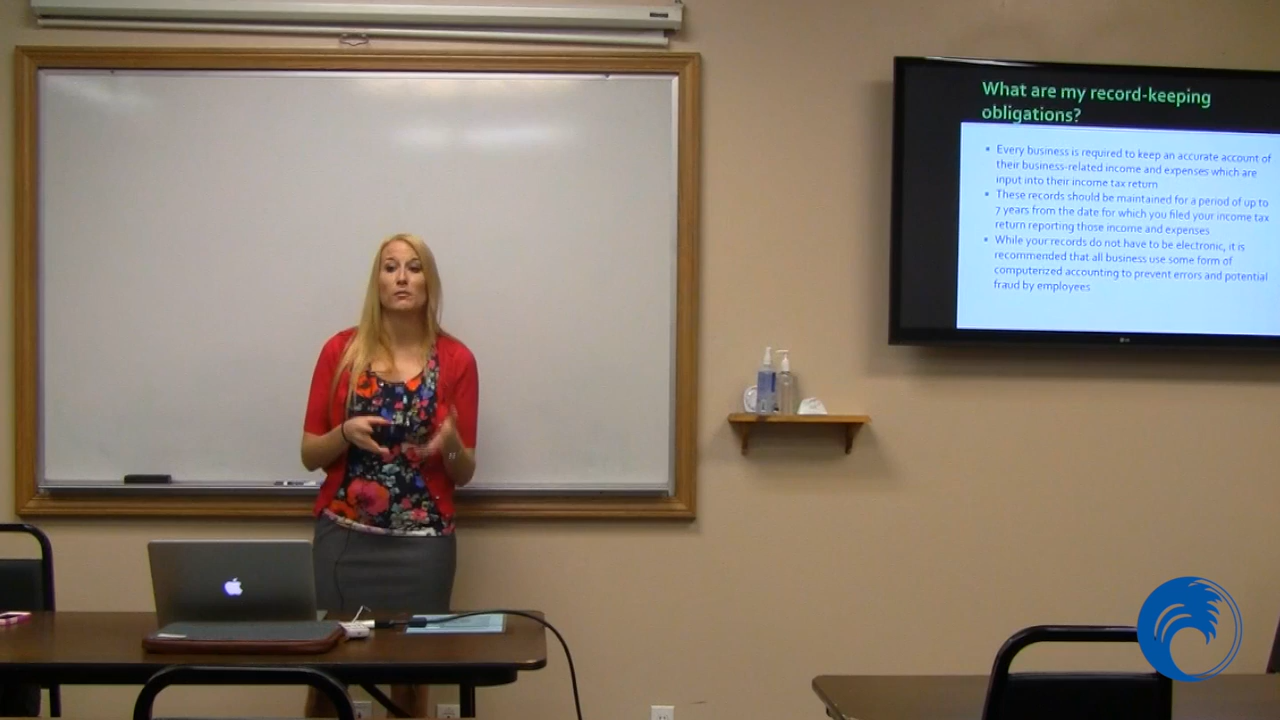 What are my record-keeping
obligations?
Every business is required to keep an accurate account of
their business-related income and expenses which are
input into their income tax return
These records should be maintained for a period of up to
7 years from the date for which you filed your income tax
return reporting those income and expenses
While your records do not have to be electronic, it is
recommended that all business use some form of
computerized accounting to prevent errors and potential
fraud by employees
LG